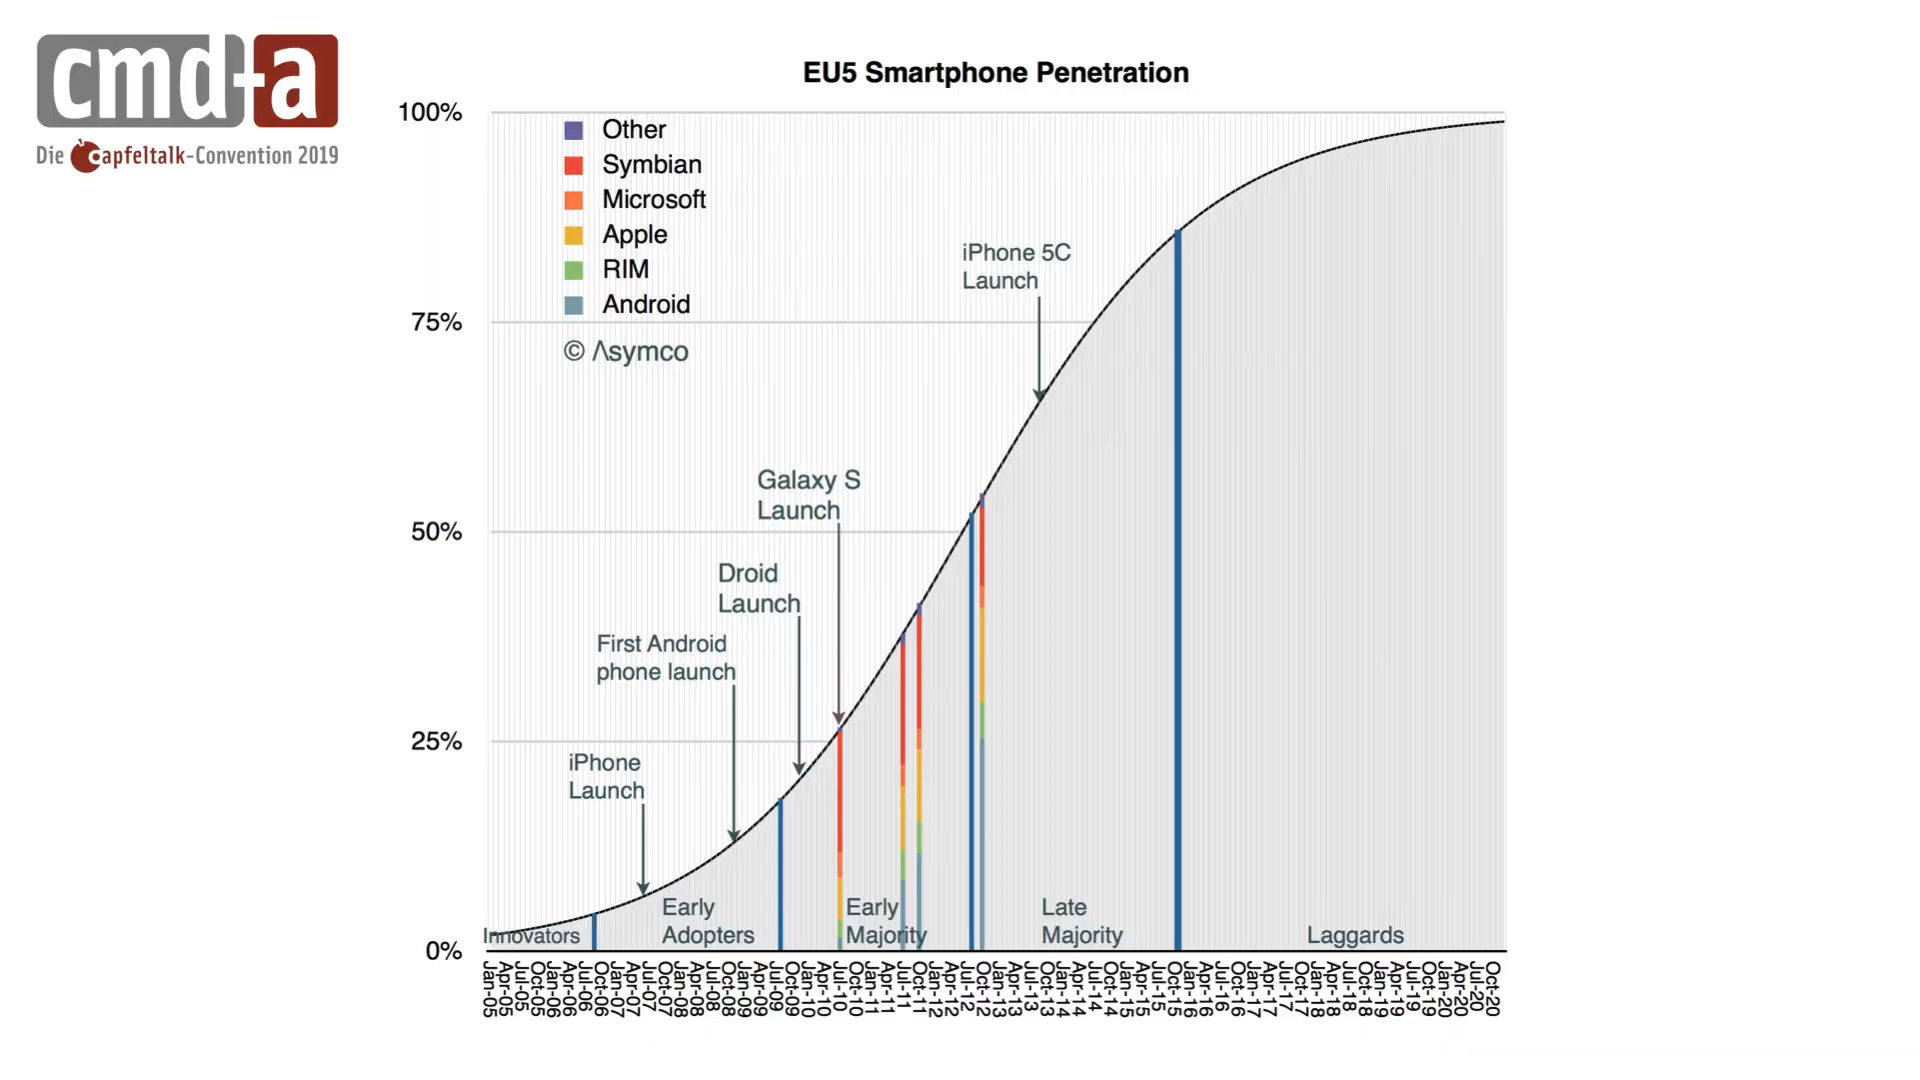 cmd+a
Die apfeltalk-Convention 2019
EU5 Smartphone Penetration
100%
75%
50%
25%
0%
Other
Symbian
Microsoft
Apple
RIM
Android
© Λsymco
iPhone 5C
Launch
Galaxy S
Launch
Droid
Launch
First Android
phone launch
iPhone
Launch
Innovators
Early
Adopters
Early
Majority
Late
Majority
Laggards
Jan-05
Apr-05
Jul-05
Oct-05
Jan-06
Apr-06
Jul-06
Oct-06
Jan-07
Apr-07
Jul-07
Oct-07
Jan-08
Apr-08
Jul-08
Oct-08
Jan-09
Apr-09
Jul-09
Oct-09
Jan-10
Apr-10
Jul-10
Oct-10
Jan-11
Apr-11
Jul-11
Oct-11
Jan-12
Apr-12
Jul-12
Oct-12
Jan-13
Apr-13
Jul-13
Oct-13
Jan-14
Apr-14
Jul-14
Oct-14
Jan-15
Apr-15
Jul-15
Oct-15
Jan-16
Apr-16
Jul-16
Oct-16
Jan-17
Apr-17
Jul-17
Oct-17
Jan-18
Apr-18
Jul-18
Oct-18
Jan-19
Apr-19
Jul-19
Oct-19
Jan-20
Apr-20
Jul-20
Oct-20